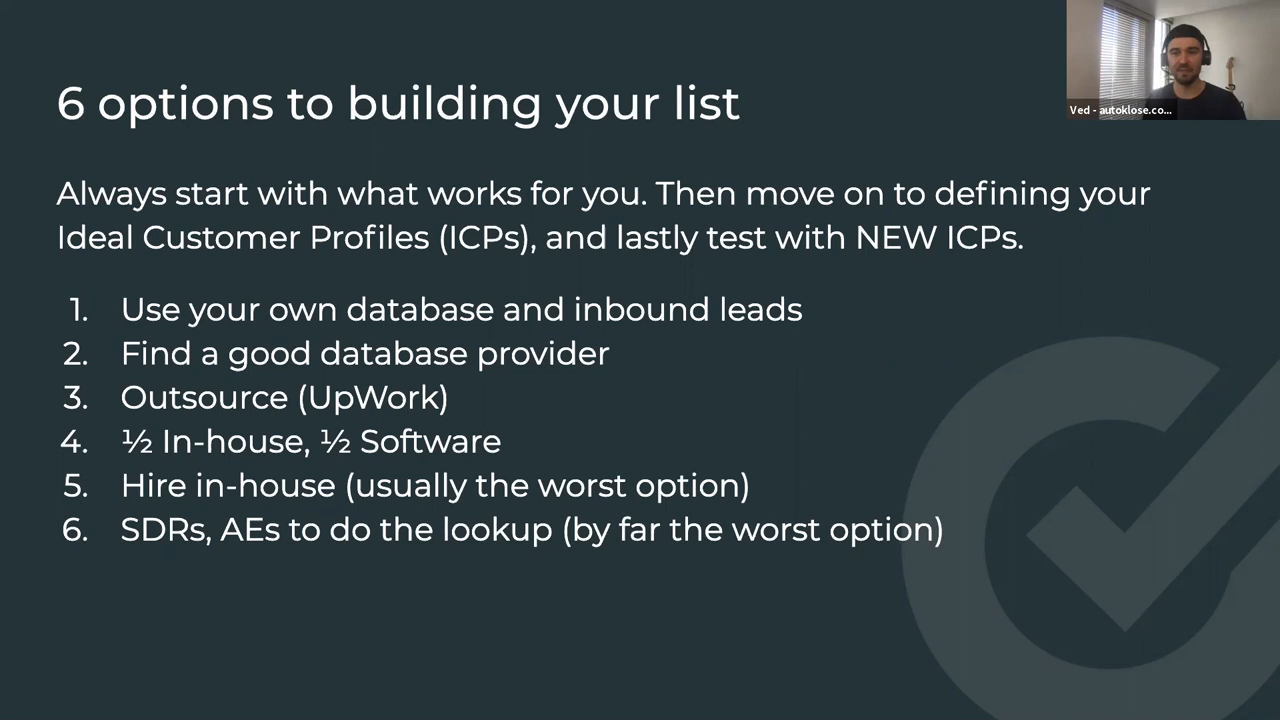 6 options to building your list
Ved - autoklose.co...
Always start with what works for you. Then move on to defining your
Ideal Customer Profiles (ICPs), and lastly test with NEW ICPs.
1. Use your own database and inbound leads
2. Find a good database provider
3. Outsource (UpWork)
4. ½ In-house, ½ Software
5. Hire in-house (usually the worst option)
6. SDRs, AEs to do the lookup (by far the worst option)